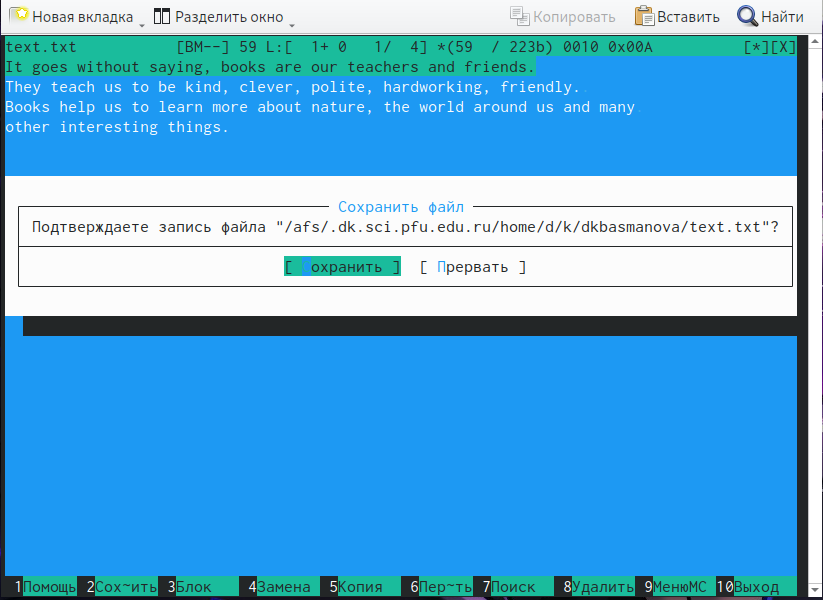 Новая вкладка Разделить окно Копировать Вставить Найти
text.txt [BM--] 59 L:[ 1+ 0 1/ 4] *(59 / 223b) 0010 0x00A [*][X]
It goes without saying, books are our teachers and friends.
They teach us to be kind, clever, polite, hardworking, friendly.
Books help us to learn more about nature, the world around us and many
other interesting things.
Сохранить файл
Подтверждаете запись файла "/afs/.dk.sci.pfu.edu.ru/home/d/k/dkbasmanova/text.txt"?
[ Сохранить ] [ Прервать ]
1Помощь 2Сох~ить 3Блок 4Замена 5Копия 6Пер~ть 7Поиск 8Удалить 9МенюMC 10Выход